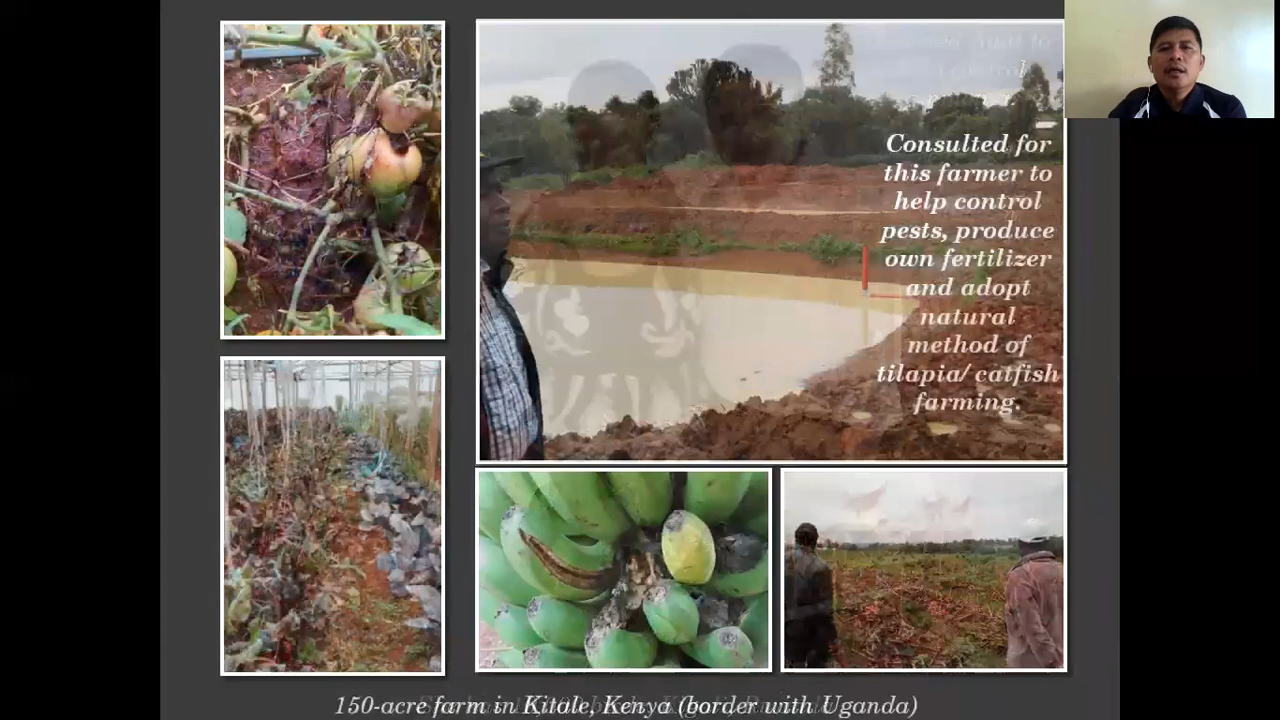 Consulted for
this farmer to
help control
pests, produce
own fertilizer
and adopt
natural
method of
tilapia/ catfish
farming.
150-acre farm in Kitale, Kenya (border with Uganda)